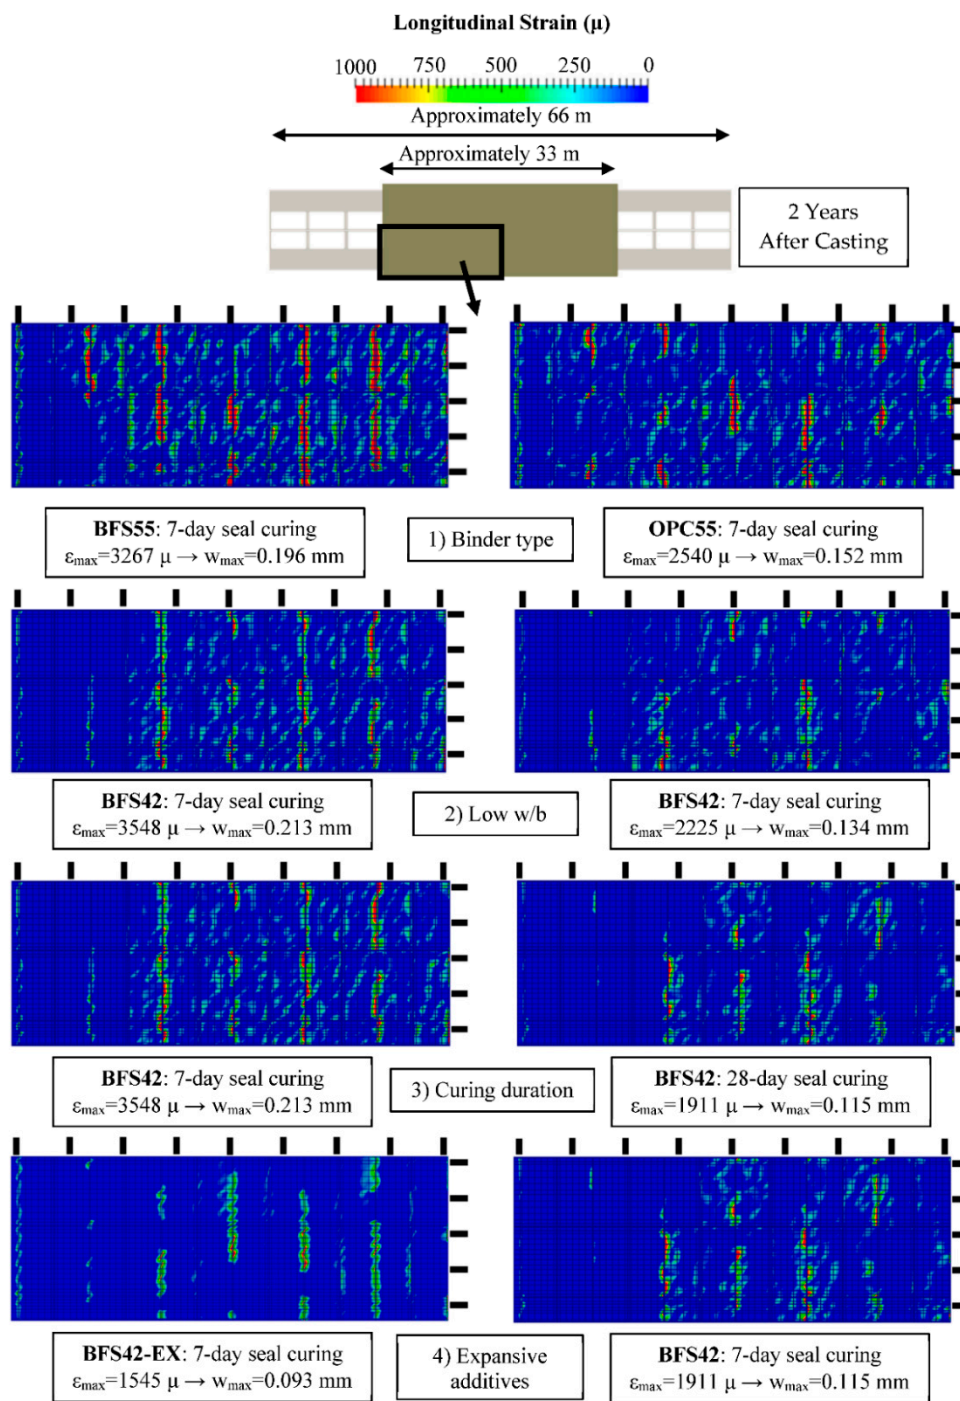 Longitudinal Strain (μ)
1000 750 500 250 0
Approximately 66 m
Approximately 33 m
2 Years
After Casting
BFS55: 7-day seal curing
εmax=3267 μ → wmax=0.196 mm
1) Binder type
OPC55: 7-day seal curing
εmax=2540 μ → wmax=0.152 mm
BFS42: 7-day seal curing
εmax=3548 μ → wmax=0.213 mm
2) Low w/b
BFS42: 7-day seal curing
εmax=2225 μ → wmax=0.134 mm
BFS42: 7-day seal curing
εmax=3548 μ → wmax=0.213 mm
3) Curing duration
BFS42: 28-day seal curing
εmax=1911 μ → wmax=0.115 mm
BFS42-EX: 7-day seal curing
εmax=1545 μ → wmax=0.093 mm
4) Expansive
additives
BFS42: 7-day seal curing
εmax=1911 μ → wmax=0.115 mm